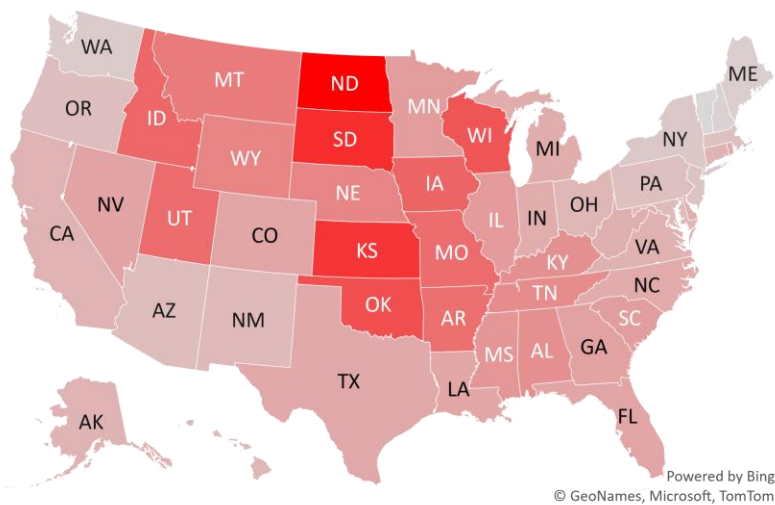 WA
ME
MT
ND
MN
OR
ID
SD
WI
NY
MI
WY
IA
PA
NE
NV
UT
IL
IN
OH
CA
CO
KS
MO
VA
KY
NC
TN
AZ
NM
OK
AR
SC
MS
AL
GA
TX
LA
AK
FL
Powered by Bing
© GeoNames, Microsoft, TomTom